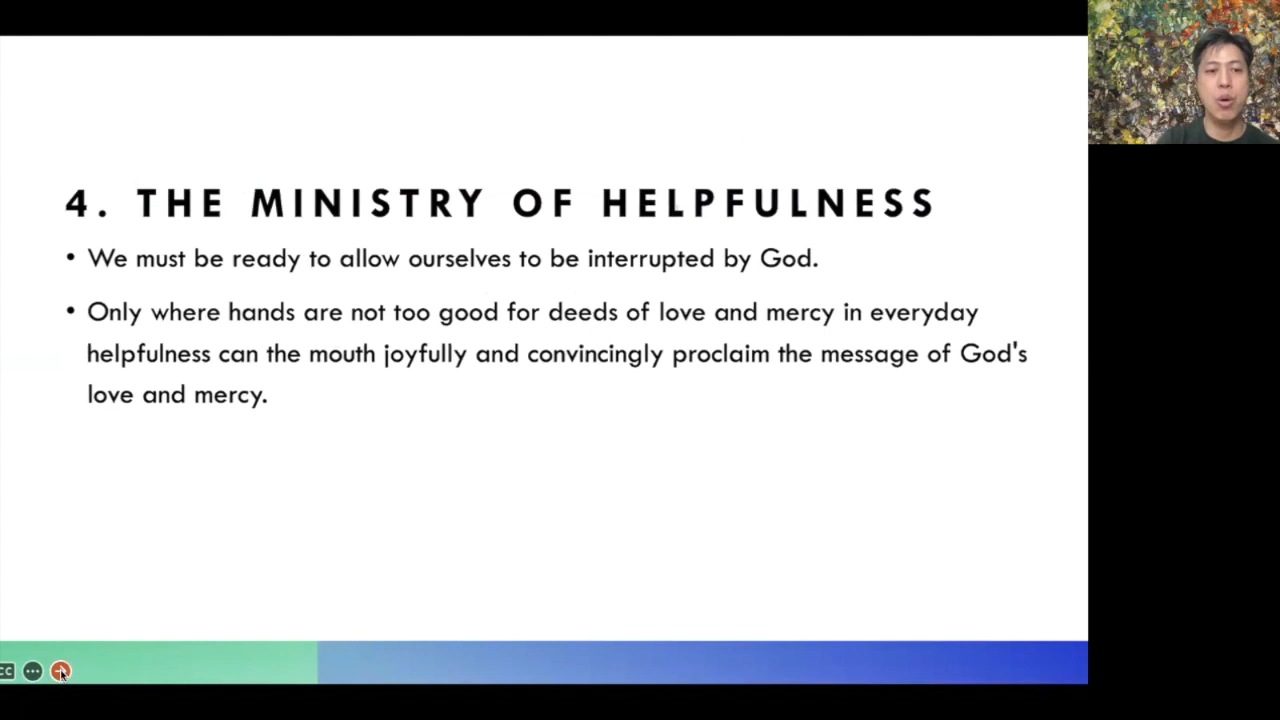 4. THE MINISTRY OF HELPFULNESS
• We must be ready to allow ourselves to be interrupted by God.
• Only where hands are not too good for deeds of love and mercy in everyday
helpfulness can the mouth joyfully and convincingly proclaim the message of God's
love and mercy.
CC